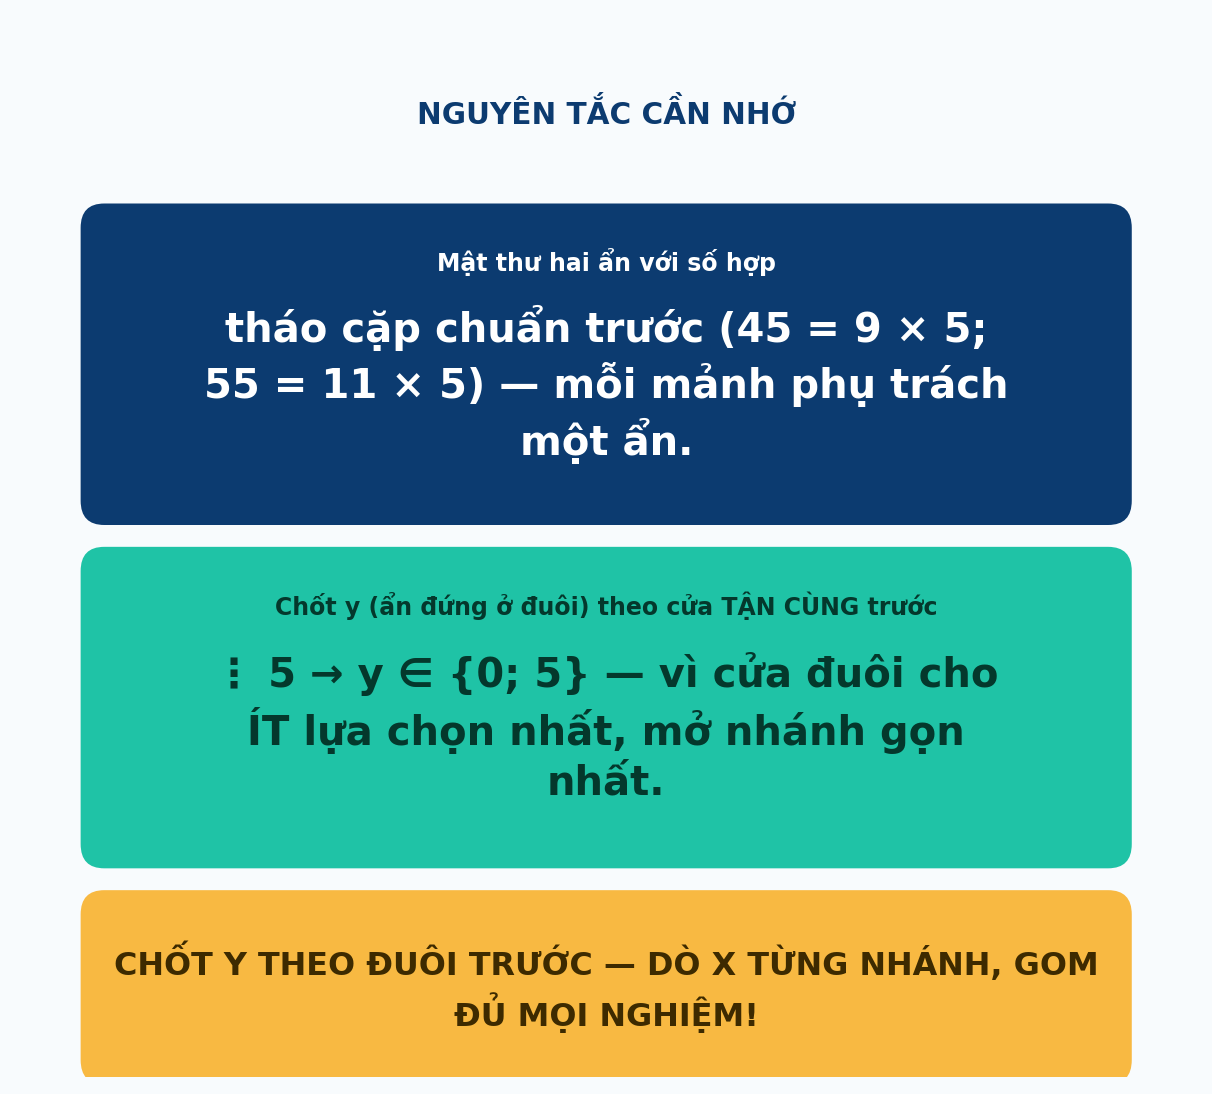 NGUYÊN TẮC CẦN NHỚ
Mật thư hai ẩn với số hợp
tháo cặp chuẩn trước (45 = 9 × 5;
55 = 11 × 5) — mỗi mảnh phụ trách
một ẩn.
Chốt y (ẩn đứng ở đuôi) theo cửa TẬN CÙNG trước
⋮ 5 → y ∈ {0; 5} — vì cửa đuôi cho
ÍT lựa chọn nhất, mở nhánh gọn
nhất.
CHỐT Y THEO ĐUÔI TRƯỚC — DÒ X TỪNG NHÁNH, GOM
ĐỦ MỌI NGHIỆM!